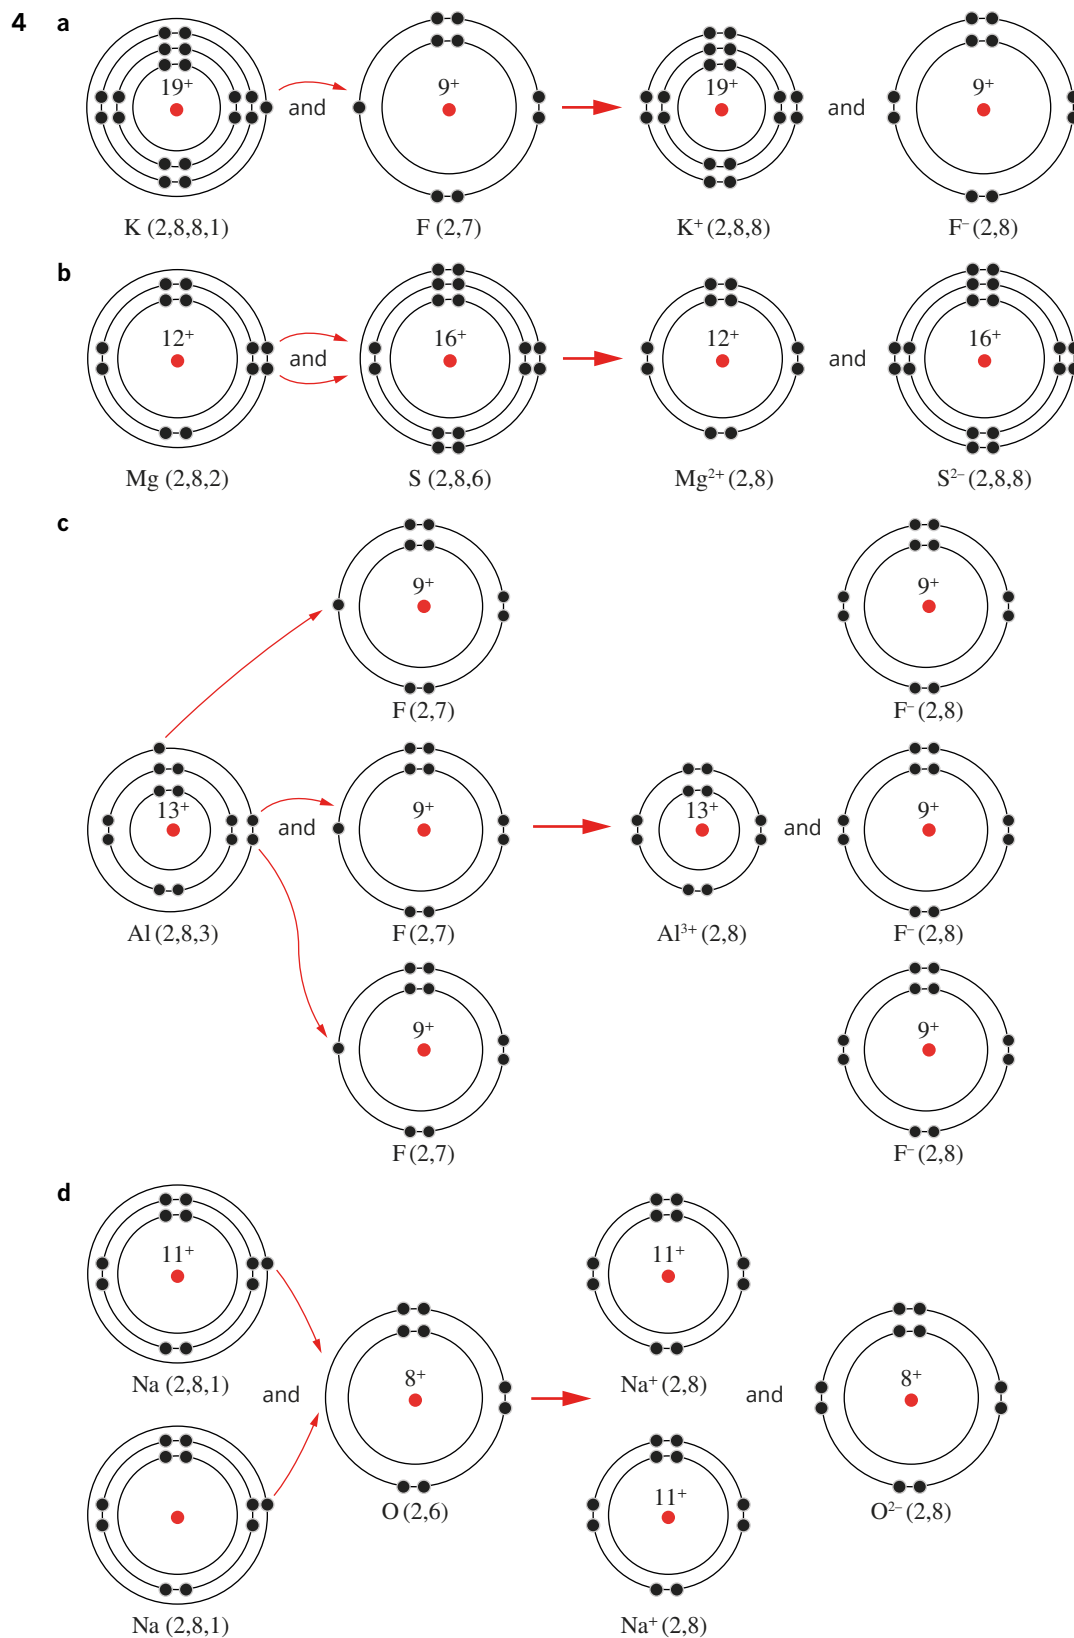 4 a
19⁺ and 9⁺ 19⁺ and 9⁺
K (2,8,8,1) F (2,7) K⁺ (2,8,8) F⁻ (2,8)
b
12⁺ and 16⁺ 12⁺ and 16⁺
Mg (2,8,2) S (2,8,6) Mg²⁺ (2,8) S²⁻ (2,8,8)
c
9⁺ 9⁺
F (2,7) F⁻ (2,8)
13⁺ and 9⁺ 13⁺ and 9⁺
Al (2,8,3) F (2,7) Al³⁺ (2,8) F⁻ (2,8)
9⁺ 9⁺
F (2,7) F⁻ (2,8)
d
11⁺ 11⁺
Na (2,8,1) and 8⁺ Na⁺ (2,8) and 8⁺
11⁺
O (2,6) O²⁻ (2,8)
Na (2,8,1) Na⁺ (2,8)